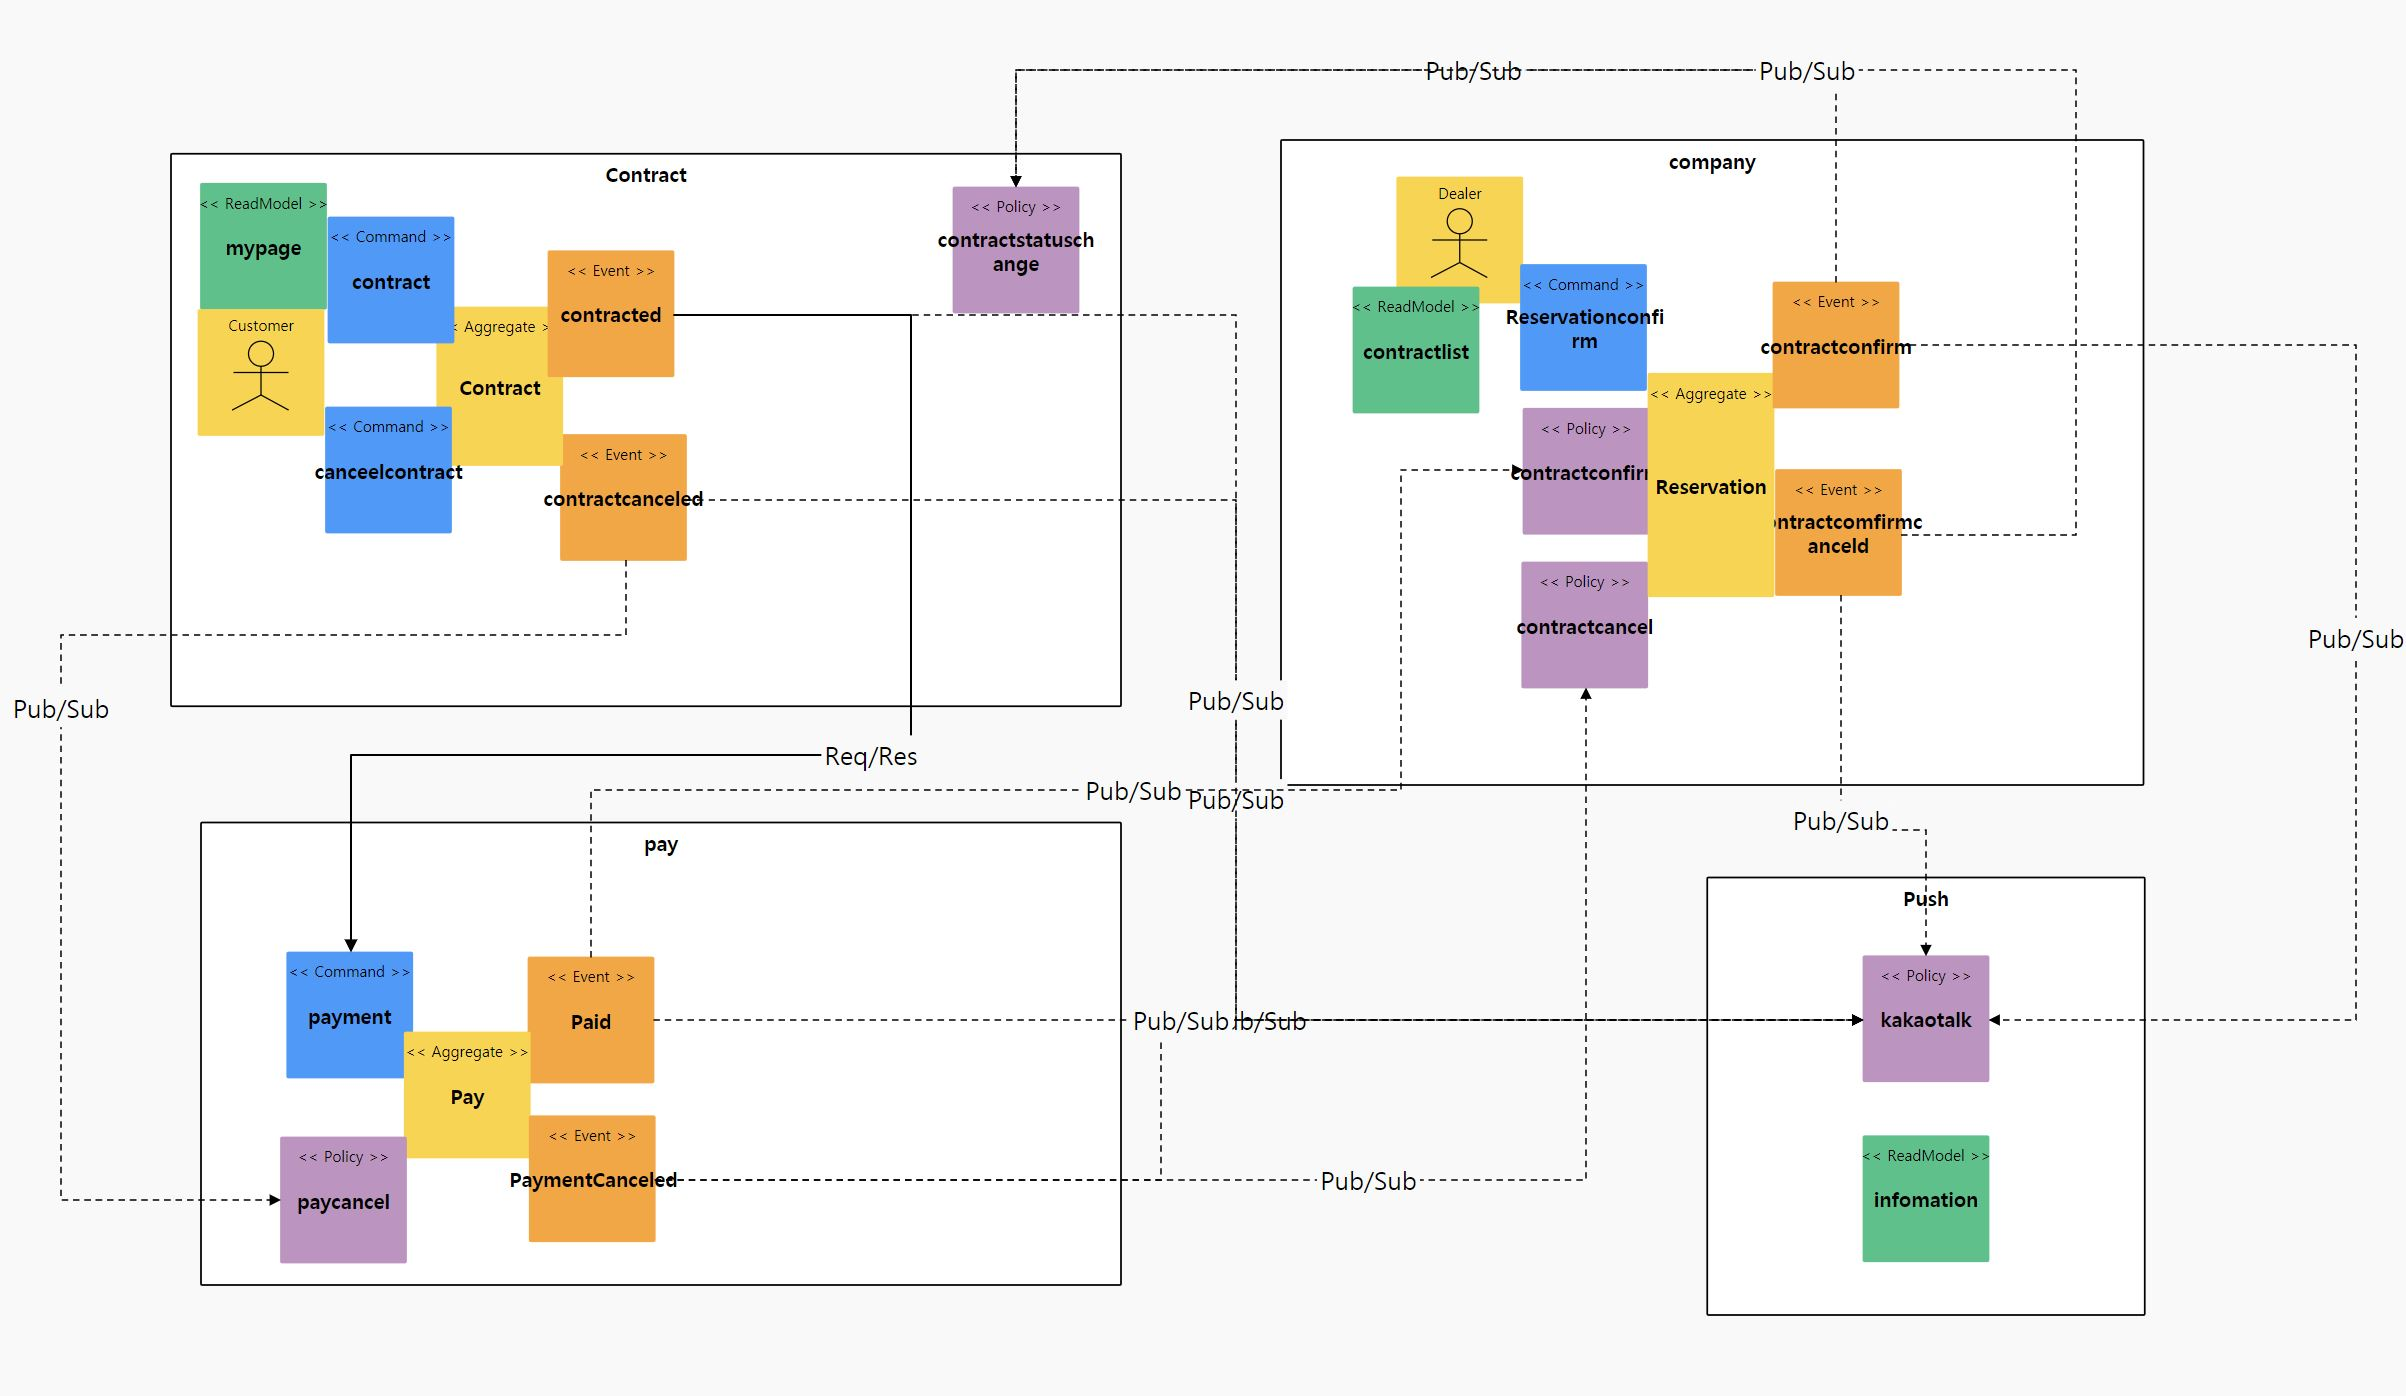 Pub/Sub
Pub/Sub
Contract
<< ReadModel >>
mypage
<< Command >>
contract
<< Event >>
contracted
<< Policy >>
contractstatusch
ange
Customer
< Aggregate >
Contract
<< Command >>
canceelcontract
<< Event >>
contractcanceled
company
Dealer
<< ReadModel >>
contractlist
<< Command >>
Reservationconfi
rm
<< Event >>
contractconfirm
<< Policy >>
contractconfir
<< Aggregate >>
Reservation
<< Event >>
ntractcomfirmc
anceld
<< Policy >>
contractcancel
Pub/Sub
Pub/Sub
Pub/Sub
Req/Res
Pub/Sub
Pub/Sub
Pub/Sub
pay
<< Command >>
payment
<< Event >>
Paid
<< Aggregate >>
Pay
<< Policy >>
paycancel
<< Event >>
PaymentCanceled
Pub/Sub
b/Sub
Pub/Sub
Push
<< Policy >>
kakaotalk
<< ReadModel >>
infomation